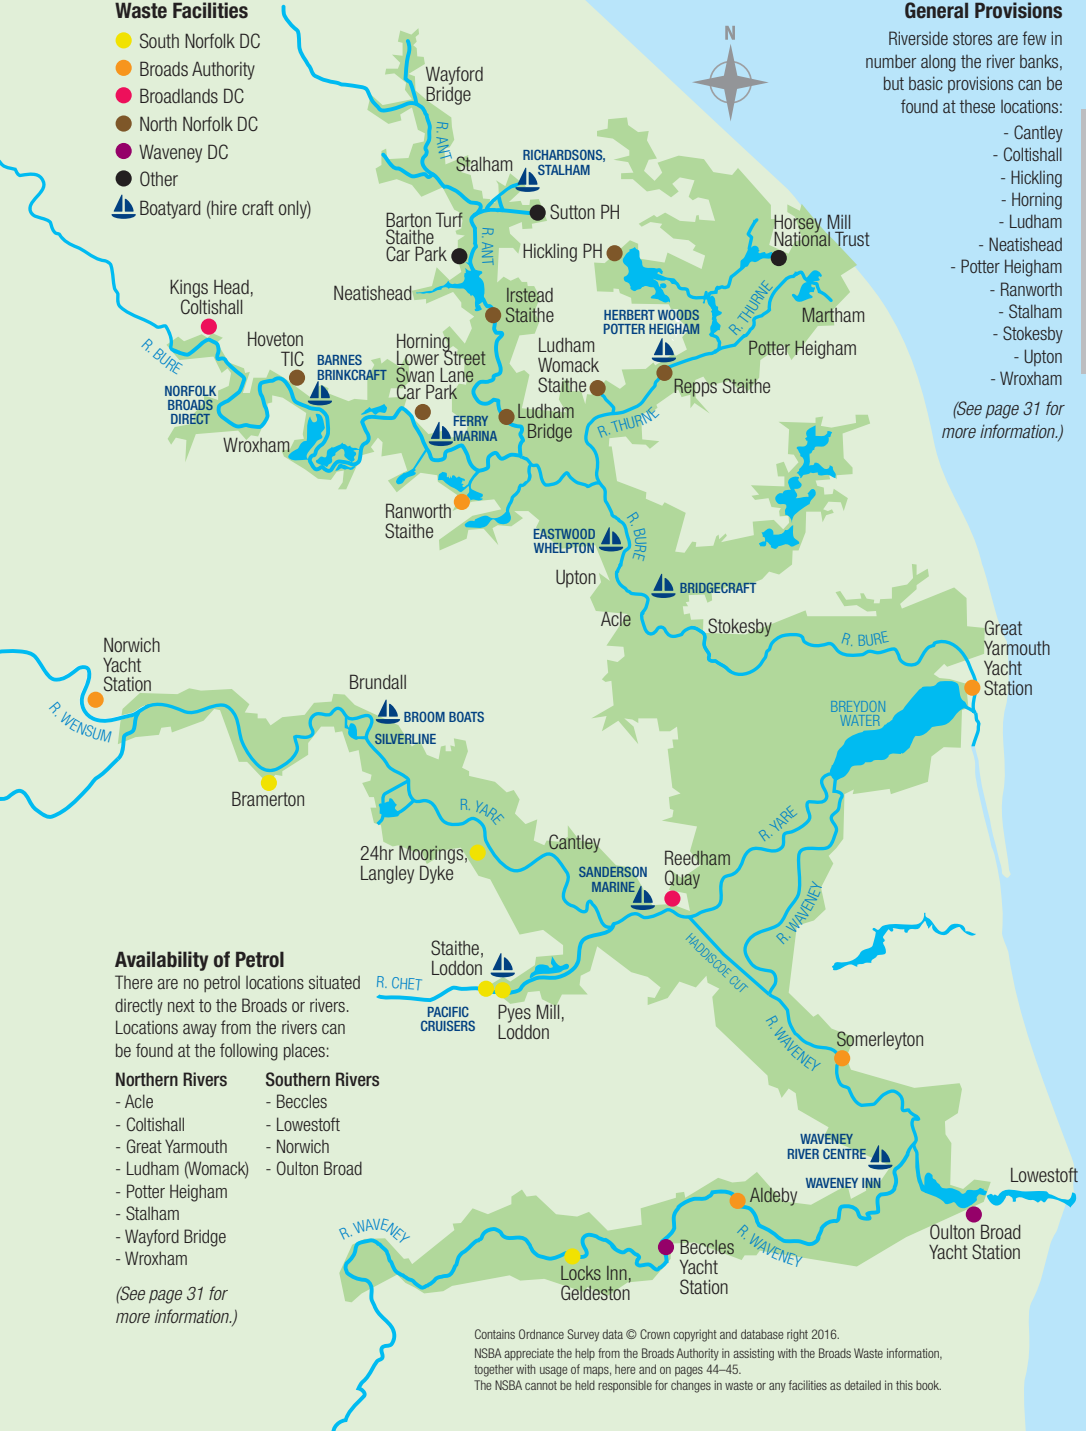 Waste Facilities
South Norfolk DC
Broads Authority
Broadlands DC
North Norfolk DC
Waveney DC
Other
Boatyard (hire craft only)
General Provisions
Riverside stores are few in
number along the river banks,
but basic provisions can be
found at these locations:
- Cantley
- Coltishall
- Hickling
- Horning
- Ludham
- Neatishead
- Potter Heigham
- Ranworth
- Stalham
- Stokesby
- Upton
- Wroxham
(See page 31 for
more information.)
N
Wayford
Bridge
R. ANT
Stalham
RICHARDSONS,
STALHAM
Sutton PH
Barton Turf
Staithe
Car Park
R. ANT
Hickling PH
Horsey Mill
National Trust
Neatishead
Irstead
Staithe
HERBERT WOODS
POTTER HEIGHAM
R. THURNE
Martham
Potter Heigham
Kings Head,
Coltishall
R. BURE
Hoveton
TIC
BARNES
BRINKCRAFT
NORFOLK
BROADS
DIRECT
Wroxham
Horning
Lower Street
Swan Lane
Car Park
FERRY
MARINA
Ludham
Bridge
Ludham
Womack
Staithe
Repps Staithe
R. THURNE
Ranworth
Staithe
EASTWOOD
WHELPTON
R. BURE
Upton
BRIDGECRAFT
Acle
Stokesby
R. BURE
Great
Yarmouth
Yacht
Station
BREYDON
WATER
Norwich
Yacht
Station
R. WENSUM
Brundall
BROOM BOATS
SILVERLINE
Bramerton
R. YARE
24hr Moorings,
Langley Dyke
Cantley
R. YARE
Reedham
Quay
SANDERSON
MARINE
R. WAVENEY
HADDISCOE CUT
Staithe,
Loddon
R. CHET
PACIFIC
CRUISERS
Pyes Mill,
Loddon
R. WAVENEY
Somerleyton
WAVENEY
RIVER CENTRE
WAVENEY INN
Lowestoft
Oulton Broad
Yacht Station
Aldeby
R. WAVENEY
Beccles
Yacht
Station
R. WAVENEY
Locks Inn,
Geldeston
Availability of Petrol
There are no petrol locations situated
directly next to the Broads or rivers.
Locations away from the rivers can
be found at the following places:
Northern Rivers
- Acle
- Coltishall
- Great Yarmouth
- Ludham (Womack)
- Potter Heigham
- Stalham
- Wayford Bridge
- Wroxham
Southern Rivers
- Beccles
- Lowestoft
- Norwich
- Oulton Broad
(See page 31 for
more information.)
Contains Ordnance Survey data © Crown copyright and database right 2016.
NSBA appreciate the help from the Broads Authority in assisting with the Broads Waste information,
together with usage of maps, here and on pages 44–45.
The NSBA cannot be held responsible for changes in waste or any facilities as detailed in this book.